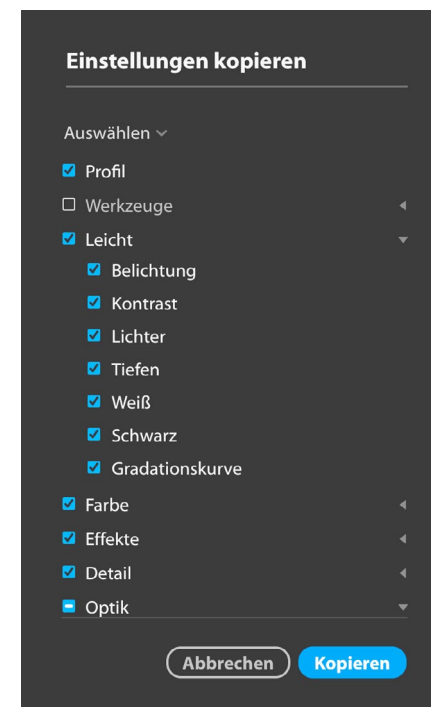 Einstellungen kopieren
Auswählen
Profil
Werkzeuge
Leicht
Belichtung
Kontrast
Lichter
Tiefen
Weiß
Schwarz
Gradationskurve
Farbe
Effekte
Detail
Optik
Abbrechen Kopieren